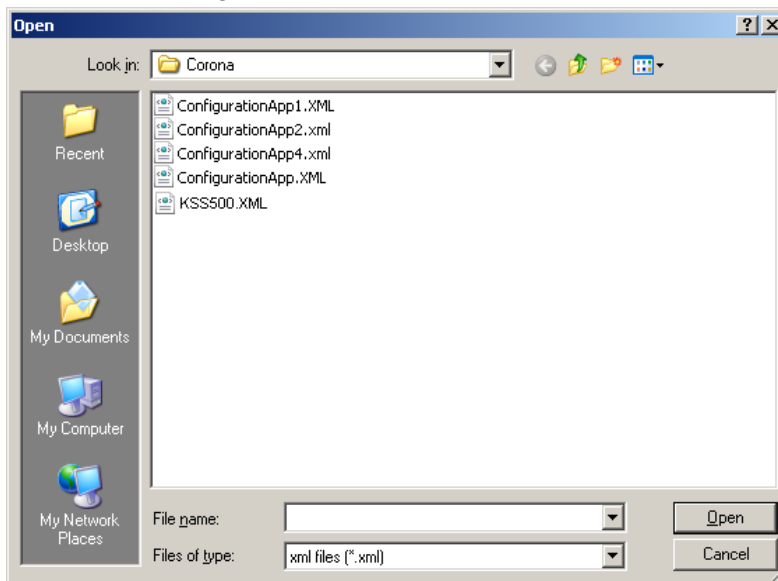 Open
Look in: Corona
ConfigurationApp1.XML
ConfigurationApp2.xml
ConfigurationApp4.xml
ConfigurationApp.XML
KSS500.XML
Recent
Desktop
My Documents
My Computer
My Network
Places
File name:
Open
Files of type: xml files (*.xml)
Cancel